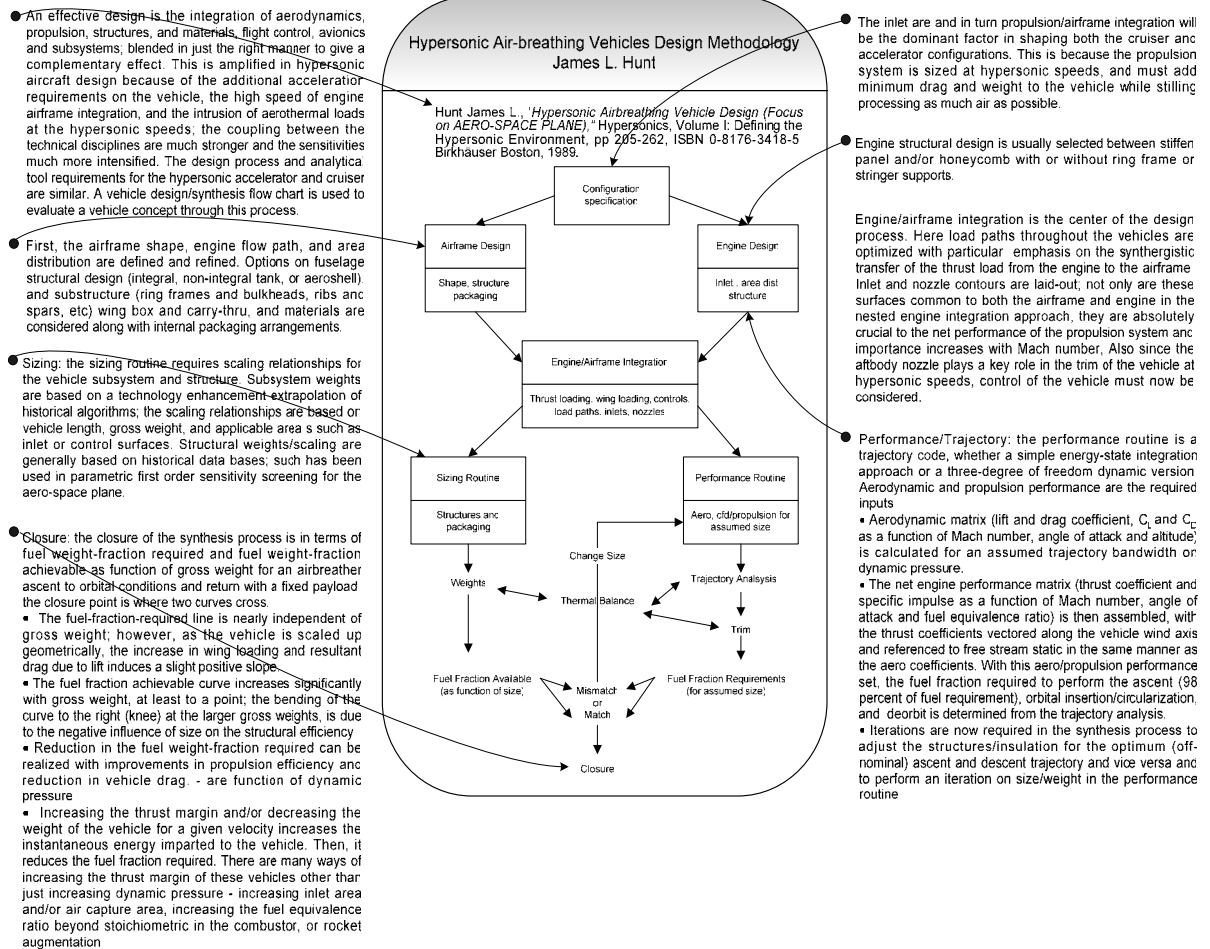 An effective design is the integration of aerodynamics,
propulsion, structures, and materials, flight control, avionics
and subsystems; blended in just the right manner to give a
complementary effect. This is amplified in hypersonic
aircraft design because of the additional acceleration
requirements on the vehicle, the high speed of engine
airframe integration, and the intrusion of aerothermal loads
at the hypersonic speeds; the coupling between the
technical disciplines are much stronger and the sensitivities
much more intensified. The design process and analytical
tool requirements for the hypersonic accelerator and cruiser
are similar. A vehicle design/synthesis flow chart is used to
evaluate a vehicle concept through this process.
First, the airframe shape, engine flow path, and area
distribution are defined and refined. Options on fuselage
structural design (integral, non-integral tank, or aeroshell)
and substructure (ring frames and bulkheads, ribs and
spars, etc) wing box and carry-thru, and materials are
considered along with internal packaging arrangements.
Sizing: the sizing routine requires scaling relationships for
the vehicle subsystem and structure. Subsystem weights
are based on a technology enhancement extrapolation of
historical algorithms; the scaling relationships are based on
vehicle length, gross weight, and applicable area s such as
inlet or control surfaces. Structural weights/scaling are
generally based on historical data bases; such has been
used in parametric first order sensitivity screening for the
aero-space plane.
Closure: the closure of the synthesis process is in terms of
fuel weight-fraction required and fuel weight-fraction
achievable as function of gross weight for an airbreather
ascent to orbital conditions and return with a fixed payload
the closure point is where two curves cross.
▪ The fuel-fraction-required line is nearly independent of
gross weight; however, as the vehicle is scaled up
geometrically, the increase in wing loading and resultant
drag due to lift induces a slight positive slope.
▪ The fuel fraction achievable curve increases significantly
with gross weight, at least to a point; the bending of the
curve to the right (knee) at the larger gross weights, is due
to the negative influence of size on the structural efficiency
▪ Reduction in the fuel weight-fraction required can be
realized with improvements in propulsion efficiency and
reduction in vehicle drag. - are function of dynamic
pressure
▪ Increasing the thrust margin and/or decreasing the
weight of the vehicle for a given velocity increases the
instantaneous energy imparted to the vehicle. Then, it
reduces the fuel fraction required. There are many ways of
increasing the thrust margin of these vehicles other than
just increasing dynamic pressure - increasing inlet area
and/or air capture area, increasing the fuel equivalence
ratio beyond stoichiometric in the combustor, or rocket
augmentation
Hypersonic Air-breathing Vehicles Design Methodology
James L. Hunt
Hunt James L., 'Hypersonic Airbreathing Vehicle Design (Focus
on AERO-SPACE PLANE)," Hypersonics, Volume I: Defining the
Hypersonic Environment, pp 205-262, ISBN 0-8176-3418-5
Birkhäuser Boston, 1989.
Configuration
specification
Airframe Design
Shape, structure
packaging
Engine Design
Inlet , area dist
structure
Engine/Airframe Integration
Thrust loading, wing loading, controls,
load paths, inlets, nozzles
Sizing Routine
Structures and
packaging
Performance Routine
Aero, cfd/propulsion for
assumed size
Change Size
Weights
Thermal Balance
Trajectory Analsysis
Trim
Fuel Fraction Available
(as function of size)
Mismatch
or
Match
Fuel Fraction Requirements
(for assumed size)
Closure
The inlet are and in turn propulsion/airframe integration will
be the dominant factor in shaping both the cruiser and
accelerator configurations. This is because the propulsion
system is sized at hypersonic speeds, and must add
minimum drag and weight to the vehicle while stilling
processing as much air as possible.
Engine structural design is usually selected between stiffen
panel and/or honeycomb with or without ring frame or
stringer supports.
Engine/airframe integration is the center of the design
process. Here load paths throughout the vehicles are
optimized with particular emphasis on the synthergistic
transfer of the thrust load from the engine to the airframe
Inlet and nozzle contours are laid-out; not only are these
surfaces common to both the airframe and engine in the
nested engine integration approach, they are absolutely
crucial to the net performance of the propulsion system and
importance increases with Mach number, Also since the
aftbody nozzle plays a key role in the trim of the vehicle at
hypersonic speeds, control of the vehicle must now be
considered.
Performance/Trajectory: the performance routine is a
trajectory code, whether a simple energy-state integration
approach or a three-degree of freedom dynamic version
Aerodynamic and propulsion performance are the required
inputs
▪ Aerodynamic matrix (lift and drag coefficient, CL and CD
as a function of Mach number, angle of attack and altitude)
is calculated for an assumed trajectory bandwidth on
dynamic pressure.
▪ The net engine performance matrix (thrust coefficient and
specific impulse as a function of Mach number, angle of
attack and fuel equivalence ratio) is then assembled, with
the thrust coefficients vectored along the vehicle wind axis
and referenced to free stream static in the same manner as
the aero coefficients. With this aero/propulsion performance
set, the fuel fraction required to perform the ascent (98
percent of fuel requirement), orbital insertion/circularization,
and deorbit is determined from the trajectory analysis.
▪ Iterations are now required in the synthesis process to
adjust the structures/insulation for the optimum (off-
nominal) ascent and descent trajectory and vice versa and
to perform an iteration on size/weight in the performance
routine